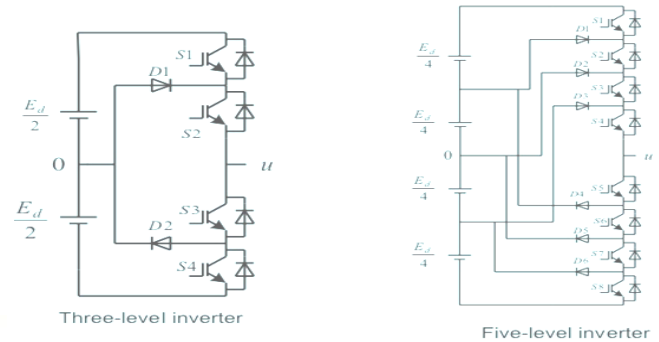 S1
D1
E_d
2
S2
0
u
E_d
2
S3
D2
S4
Three-level inverter
S1
D1
E_d
4
S2
D2
S3
D3
E_d
4
S4
0
u
E_d
4
S5
D4
S6
D5
E_d
4
S7
D6
S8
Five-level inverter